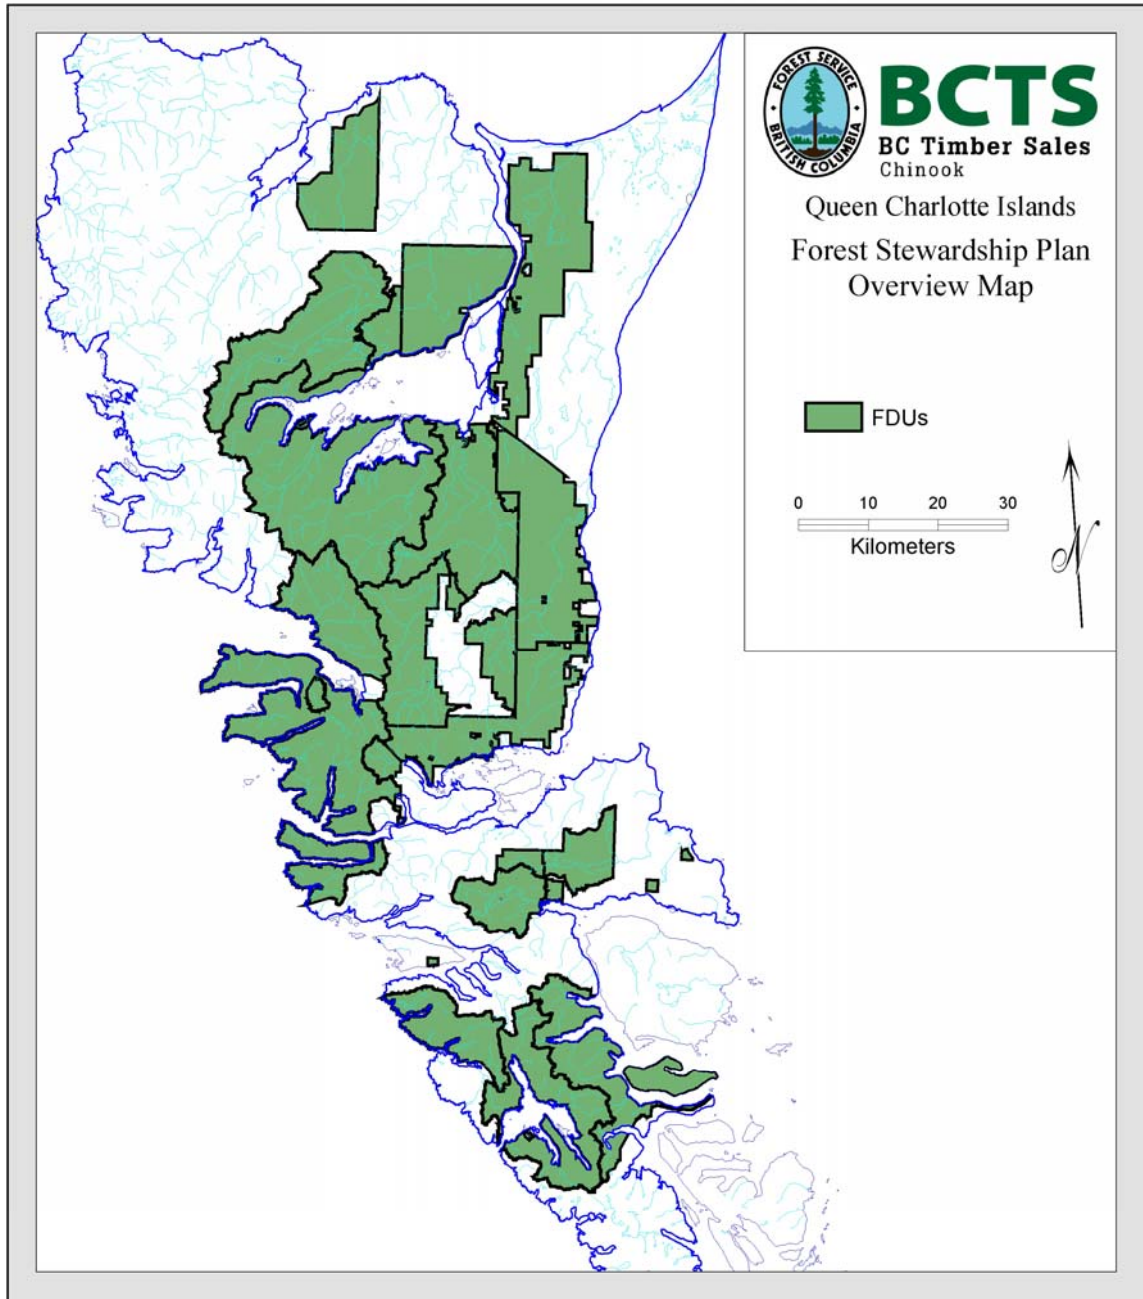 FOREST SERVICE
BRITISH COLUMBIA
BCTS
BC Timber Sales
Chinook
Queen Charlotte Islands
Forest Stewardship Plan
Overview Map
FDUs
0 10 20 30
Kilometers
N